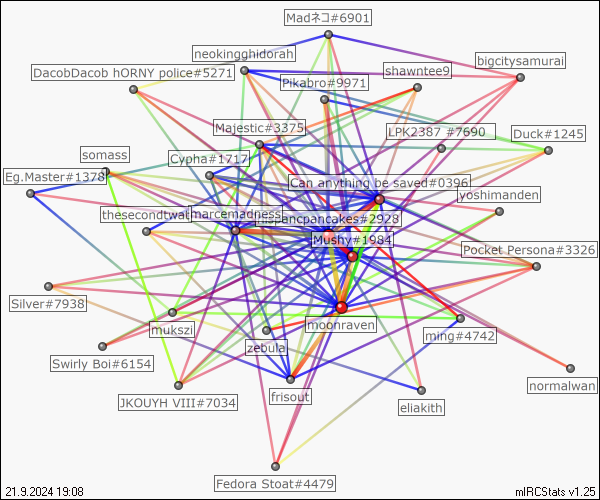 Madネコ#6901
neokingghidorah
bigcitysamurai
DacobDacob hORNY police#5271
shawntee9
Pikabro#9971
Majestic#3375
LPK2387 #7690
Duck#1245
somass
Cypha#1717
Eg.Master#1378
Can anything be saved#0396
yoshimanden
thesecondtwat
marcemadness
#2928
Mushy#1984
Pocket Persona#3326
Silver#7938
mukszi
moonraven
ming#4742
zebula
Swirly Boi#6154
normalwan
JKOUYH VIII#7034
frisout
eliakith
Fedora Stoat#4479
21.9.2024 19:08
mIRCStats v1.25